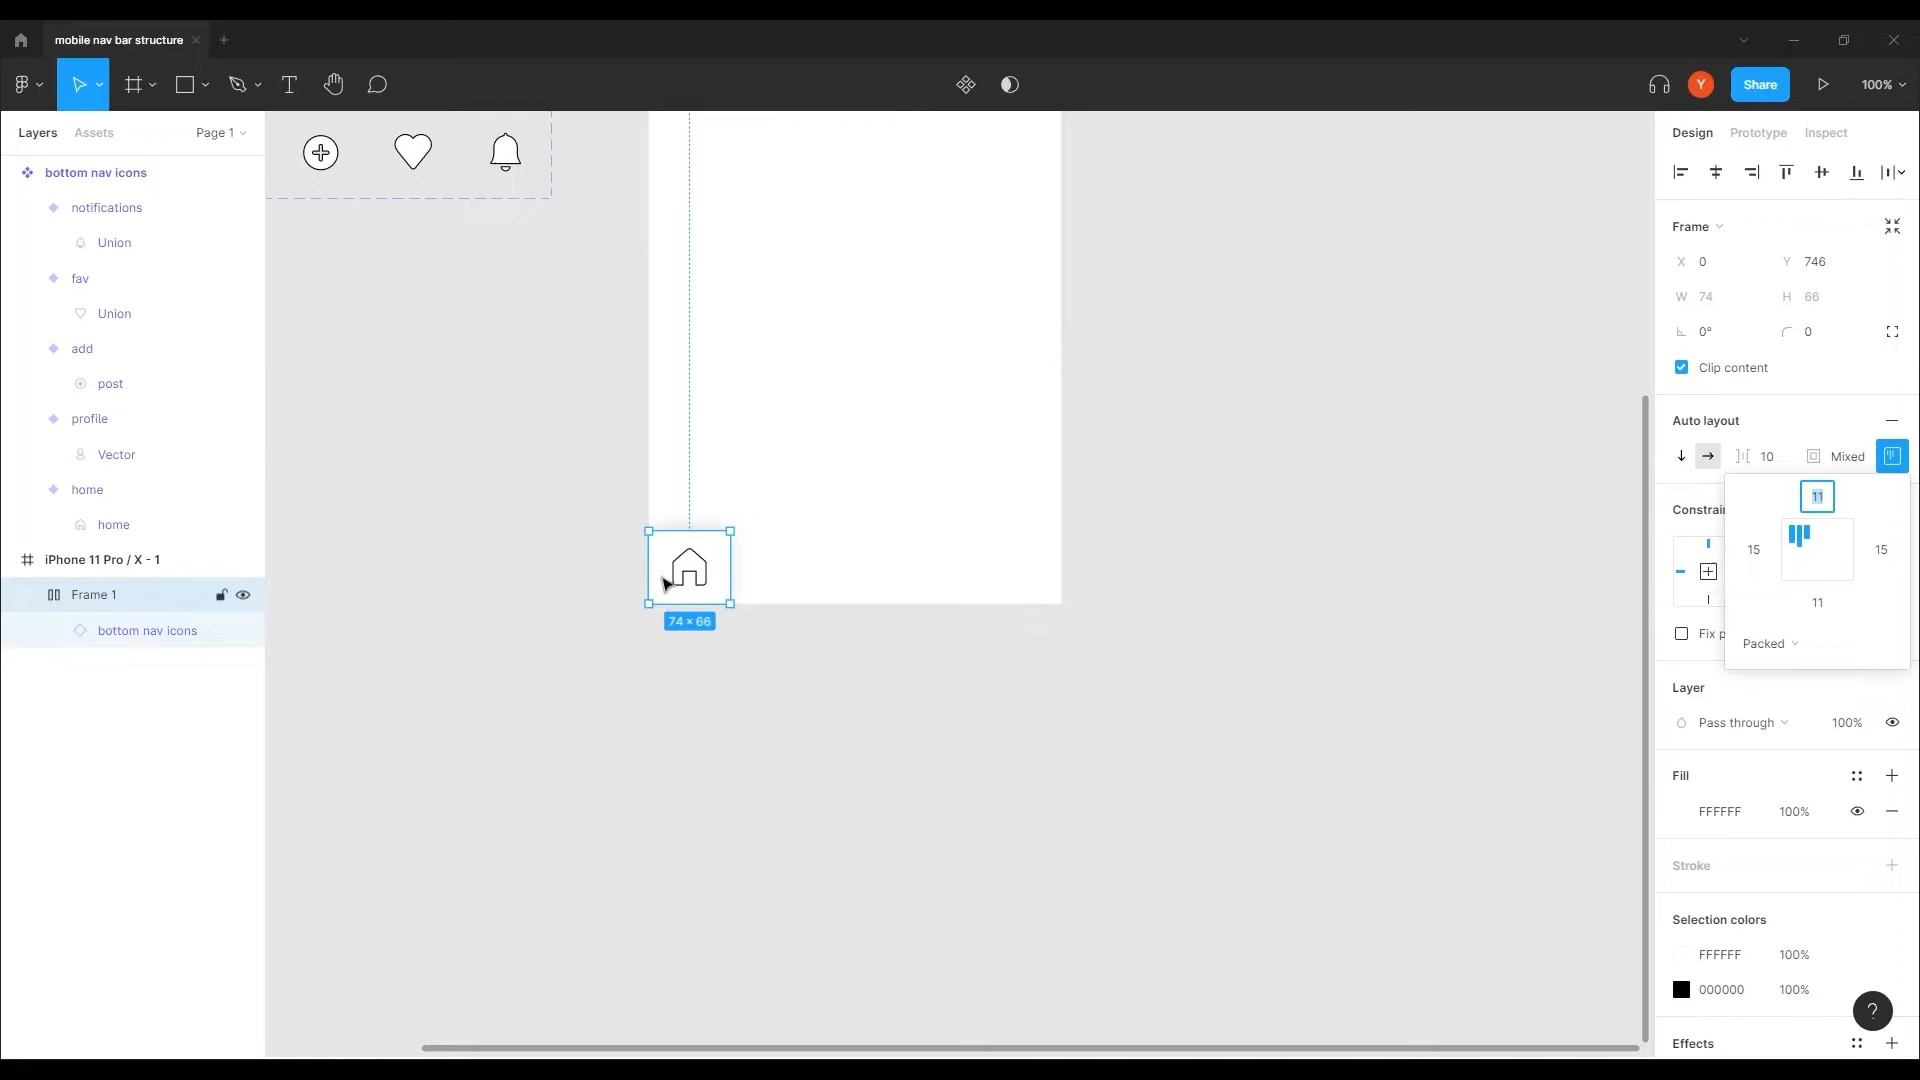 mobile nav bar structure
Y
Share
100%
Layers
Assets
Page 1
bottom nav icons
notifications
Union
fav
Union
add
post
profile
Vector
home
home
iPhone 11 Pro / X - 1
Frame 1
bottom nav icons
74 × 66
Design
Prototype
Inspect
Frame
X 0
Y 746
W 74
H 66
0°
0
Clip content
Auto layout
10
Mixed
11
15
15
11
Packed
Constrai
Fix p
Layer
Pass through
100%
Fill
FFFFFF
100%
Stroke
Selection colors
FFFFFF
100%
000000
100%
?
Effects